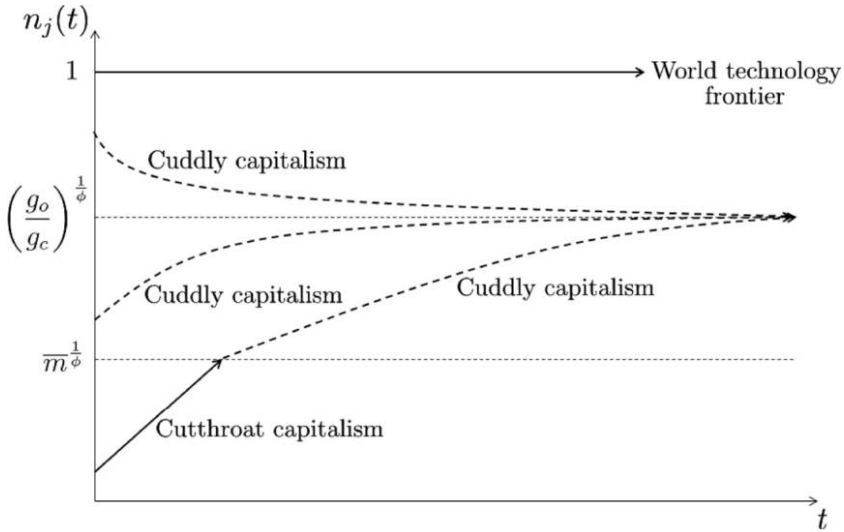 n_j(t)
1
World technology
frontier
Cuddly capitalism
(g_o/g_c)^{1/ϕ}
Cuddly capitalism
Cuddly capitalism
m̅^{1/ϕ}
Cutthroat capitalism
t